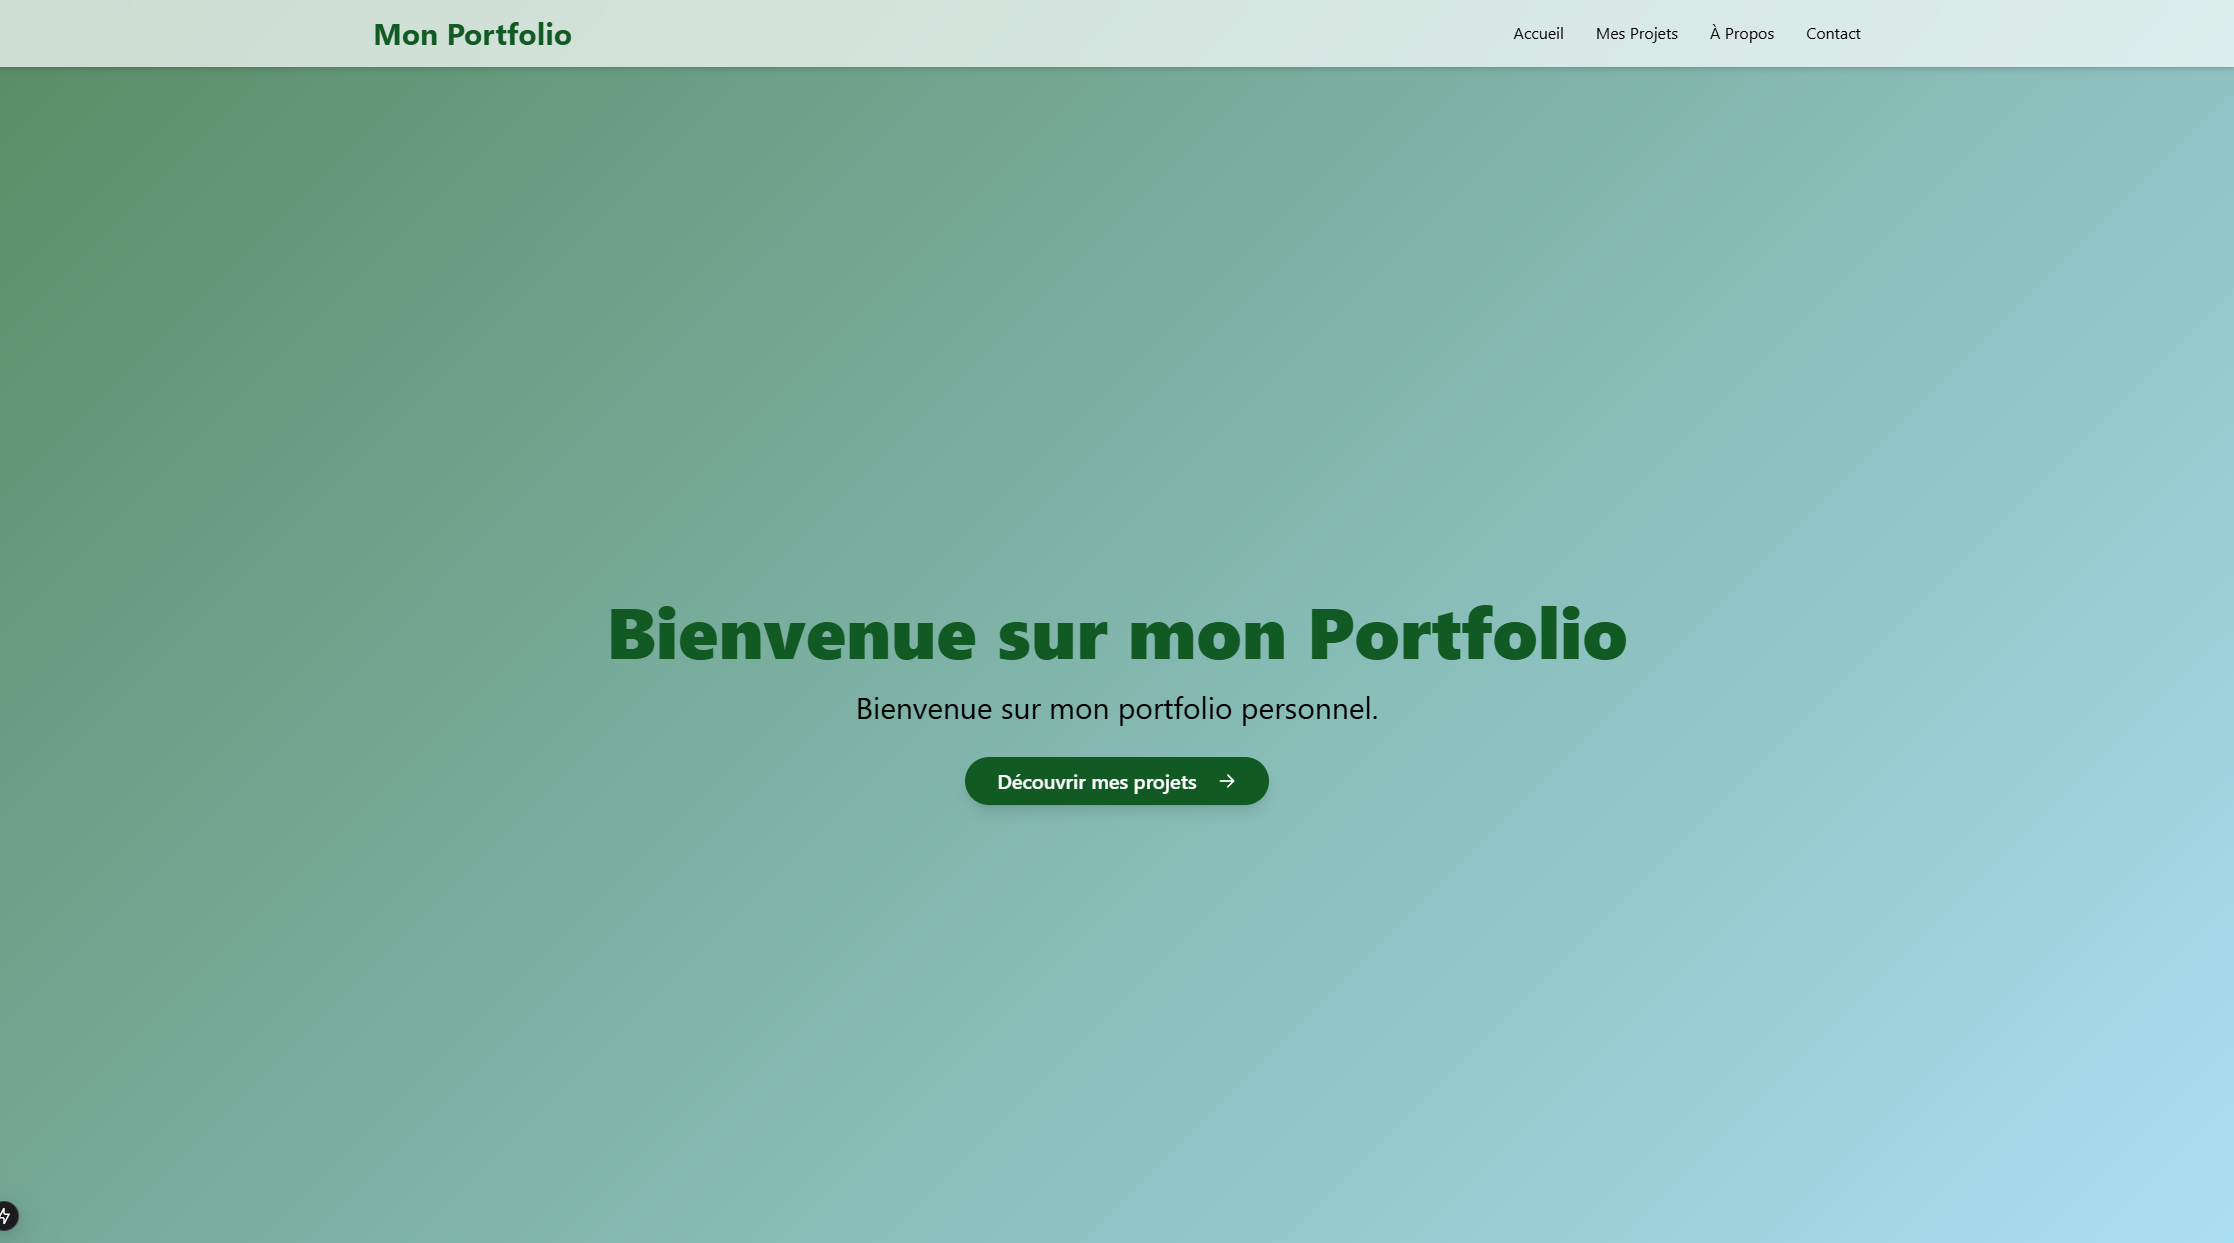 Mon Portfolio
Accueil Mes Projets À Propos Contact
Bienvenue sur mon Portfolio
Bienvenue sur mon portfolio personnel.
Découvrir mes projets →